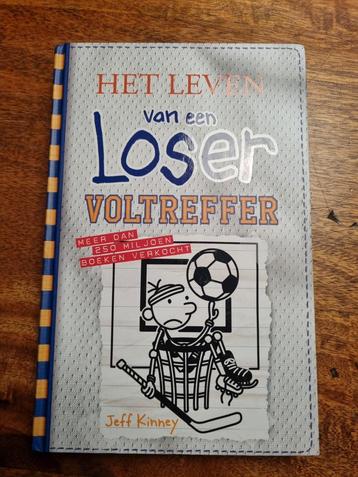 HET LEVEN
van een
Loser
VOLTREFFER
MEER DAN
250 MILJOEN
BOEKEN VERKOCHT
Jeff Kinney